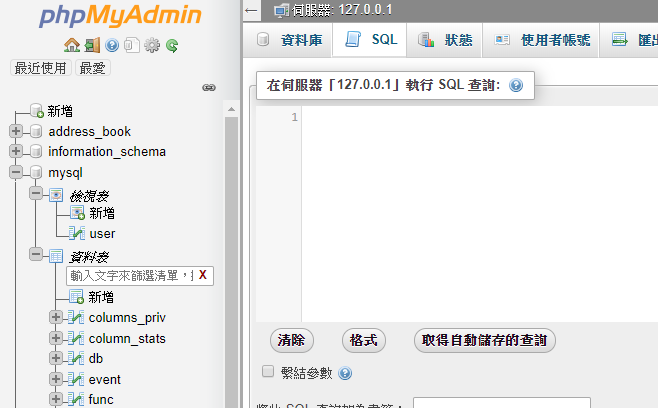 phpMyAdmin
最近使用 最愛
新增
address_book
information_schema
mysql
檢視表
新增
user
資料表
輸入文字來篩選清單，
X
新增
columns_priv
column_stats
db
event
func
伺服器: 127.0.0.1
資料庫 SQL 狀態 使用者帳號 匯出
在伺服器「127.0.0.1」執行 SQL 查詢:
1
清除 格式 取得自動儲存的查詢
繫結參數